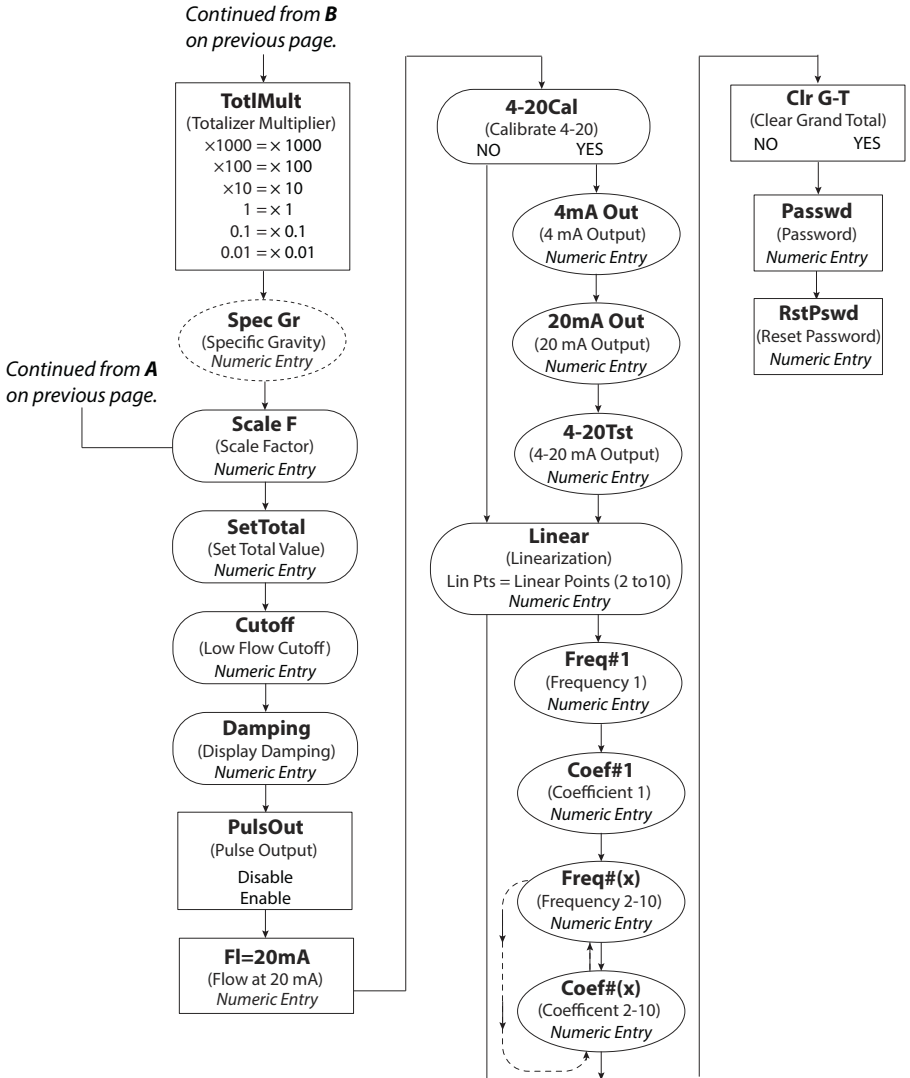 Continued from B
on previous page.
TotlMult
(Totalizer Multiplier)
×1000 = × 1000
×100 = × 100
×10 = × 10
1 = × 1
0.1 = × 0.1
0.01 = × 0.01
Spec Gr
(Specific Gravity)
Numeric Entry
Continued from A
on previous page.
Scale F
(Scale Factor)
Numeric Entry
SetTotal
(Set Total Value)
Numeric Entry
Cutoff
(Low Flow Cutoff)
Numeric Entry
Damping
(Display Damping)
Numeric Entry
PulsOut
(Pulse Output)
Disable
Enable
Fl=20mA
(Flow at 20 mA)
Numeric Entry
4-20Cal
(Calibrate 4-20)
NO YES
4mA Out
(4 mA Output)
Numeric Entry
20mA Out
(20 mA Output)
Numeric Entry
4-20Tst
(4-20 mA Output)
Numeric Entry
Linear
(Linearization)
Lin Pts = Linear Points (2 to10)
Numeric Entry
Freq#1
(Frequency 1)
Numeric Entry
Coef#1
(Coefficient 1)
Numeric Entry
Freq#(x)
(Frequency 2-10)
Numeric Entry
Coef#(x)
(Coefficent 2-10)
Numeric Entry
Clr G-T
(Clear Grand Total)
NO YES
Passwd
(Password)
Numeric Entry
RstPswd
(Reset Password)
Numeric Entry